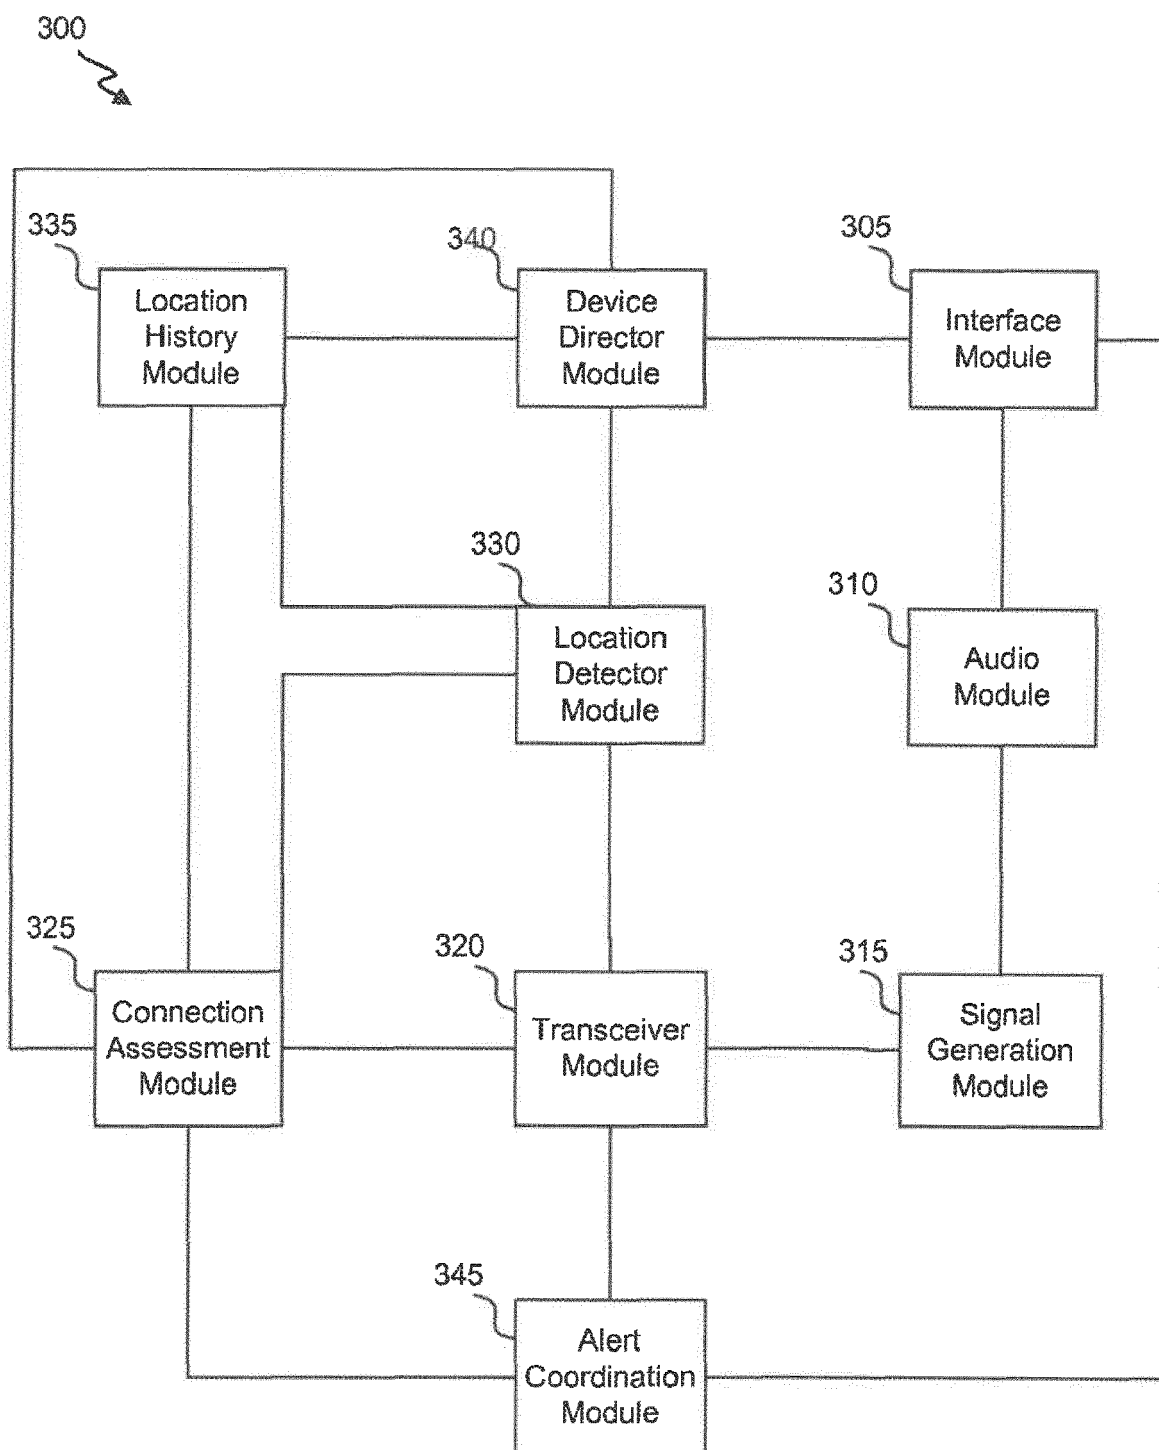 300
335
Location
History
Module
340
Device
Director
Module
305
Interface
Module
330
Location
Detector
Module
310
Audio
Module
325
Connection
Assessment
Module
320
Transceiver
Module
315
Signal
Generation
Module
345
Alert
Coordination
Module